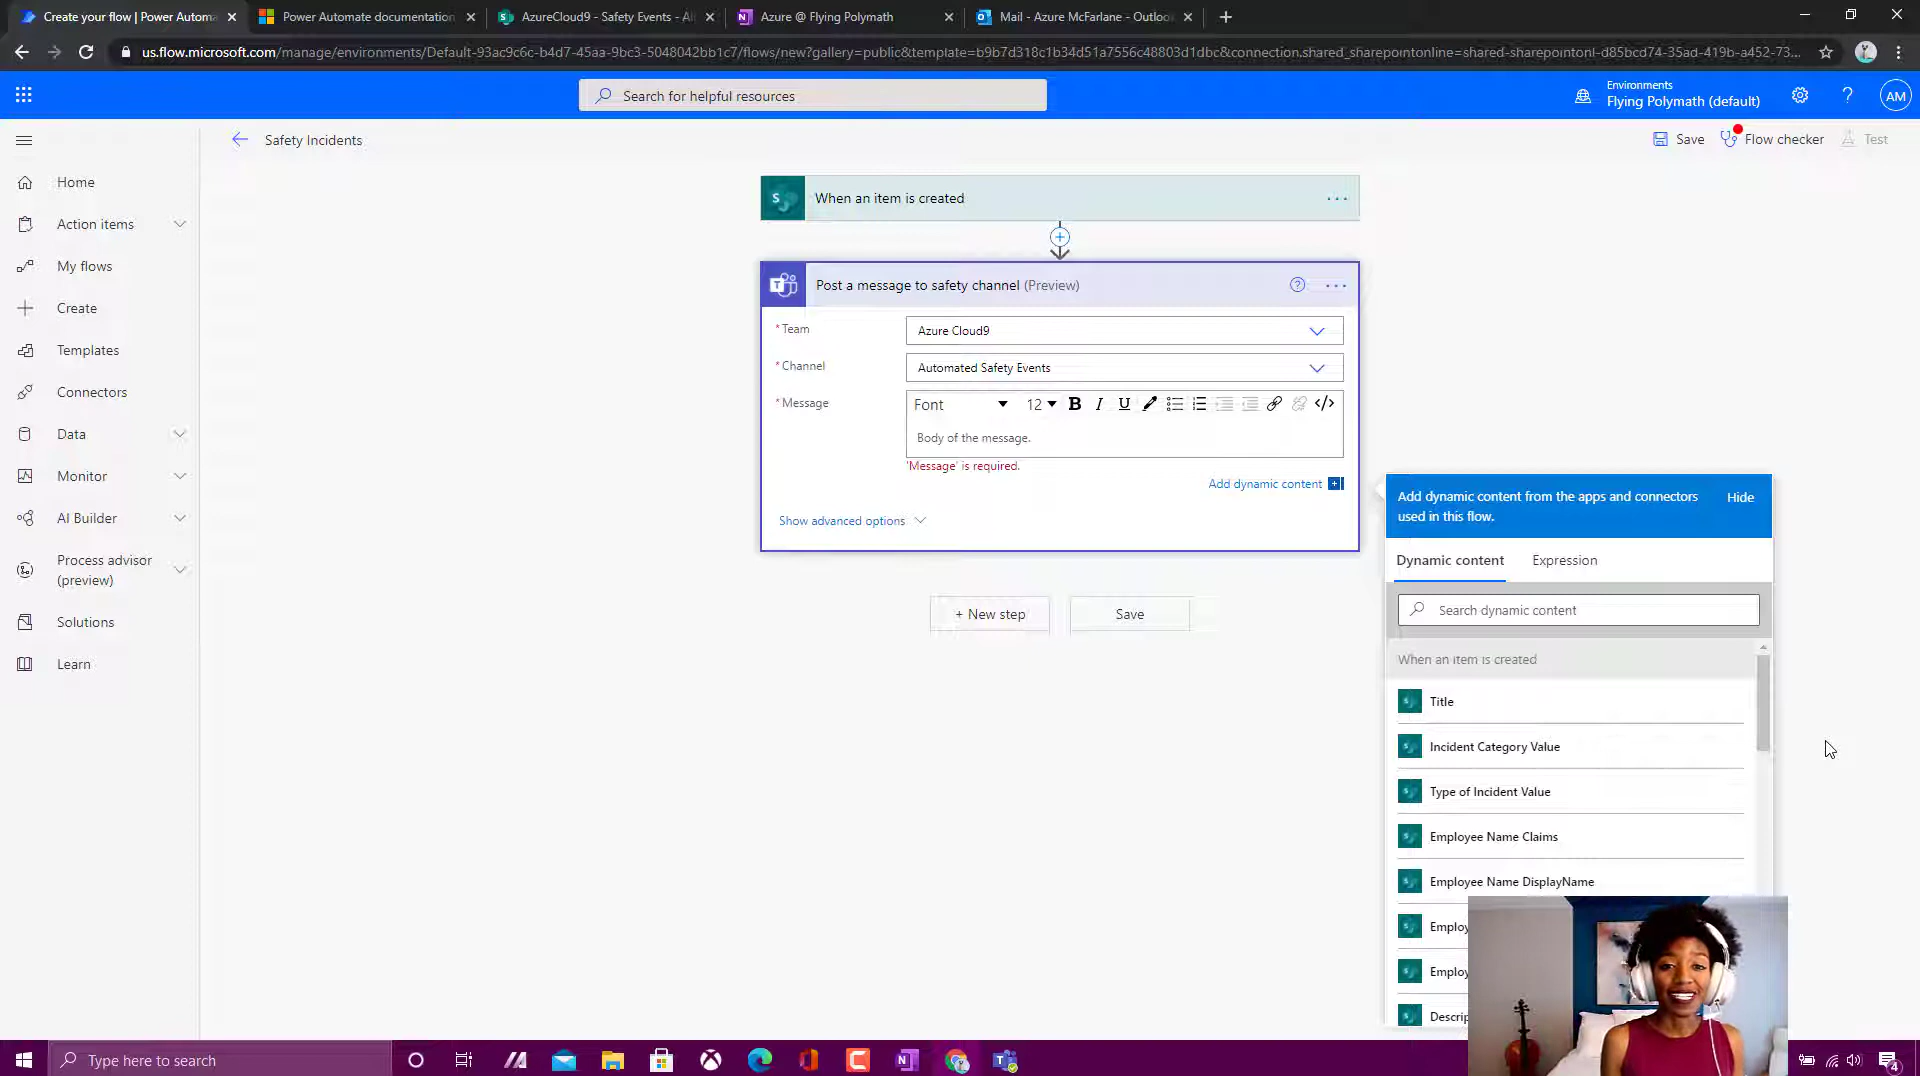 Create your flow | Power Automa
Power Automate documentation
AzureCloud9 - Safety Events - Al
Azure @ Flying Polymath
Mail - Azure McFarlane - Outloo
us.flow.microsoft.com/manage/environments/Default-93ac9c6c-b4d7-45aa-9bc3-5048042bb1c7/flows/new?gallery=public&template=b9b7d318c1b34d51a7556c48803d1dbc&connection.shared_sharepointonline=shared-sharepointonl-d85bcd74-35ad-419b-a452-73...
Search for helpful resources
Environments
Flying Polymath (default)
?
AM
Safety Incidents
Save
Flow checker
Test
Home
Action items
My flows
Create
Templates
Connectors
Data
Monitor
AI Builder
Process advisor
(preview)
Solutions
Learn
When an item is created
Post a message to safety channel (Preview)
* Team
Azure Cloud9
* Channel
Automated Safety Events
* Message
Font
12
B
I
U
</>
Body of the message.
'Message' is required.
Add dynamic content
Show advanced options
+ New step
Save
Add dynamic content from the apps and connectors
used in this flow.
Hide
Dynamic content
Expression
Search dynamic content
When an item is created
Title
Incident Category Value
Type of Incident Value
Employee Name Claims
Employee Name DisplayName
Employ
Employ
Descrip
Type here to search
4